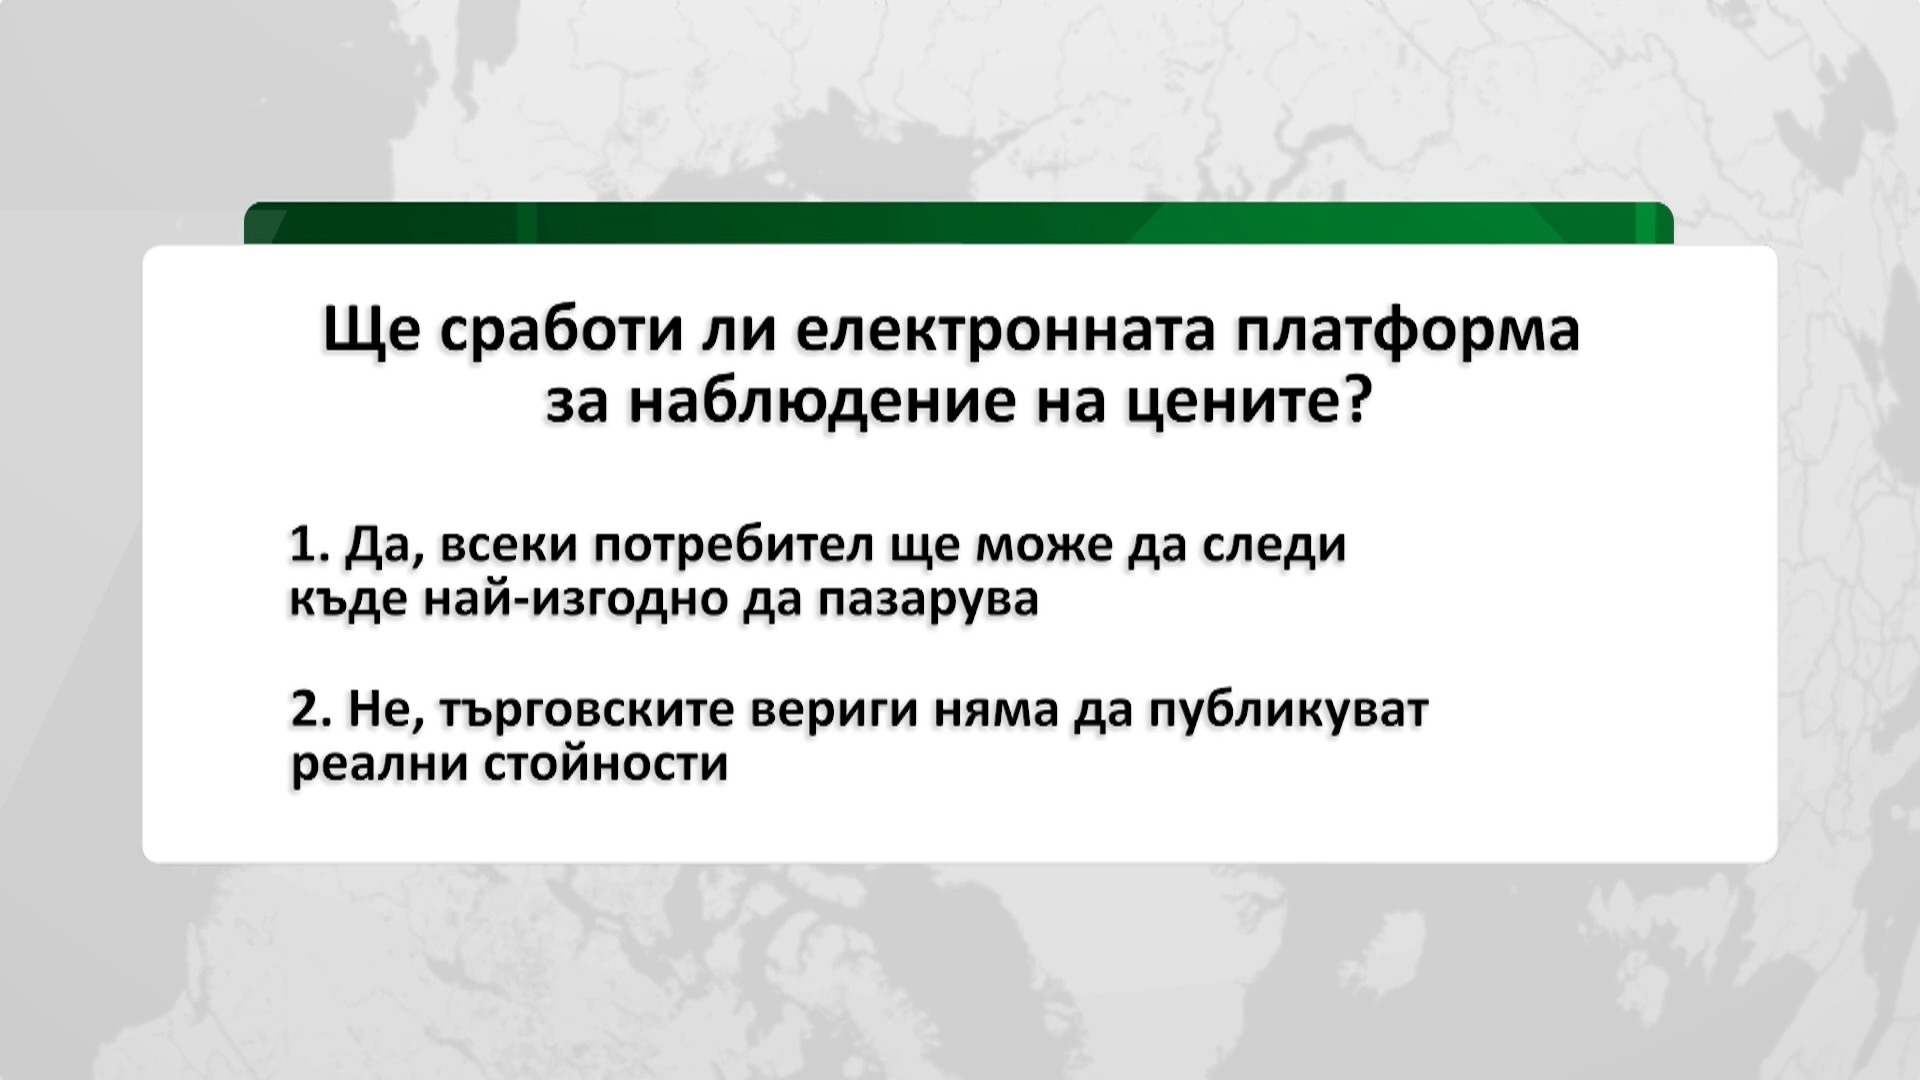 Ще сработи ли електронната платформа
за наблюдение на цените?
1. Да, всеки потребител ще може да следи
къде най-изгодно да пазарува
2. Не, търговските вериги няма да публикуват
реални стойности